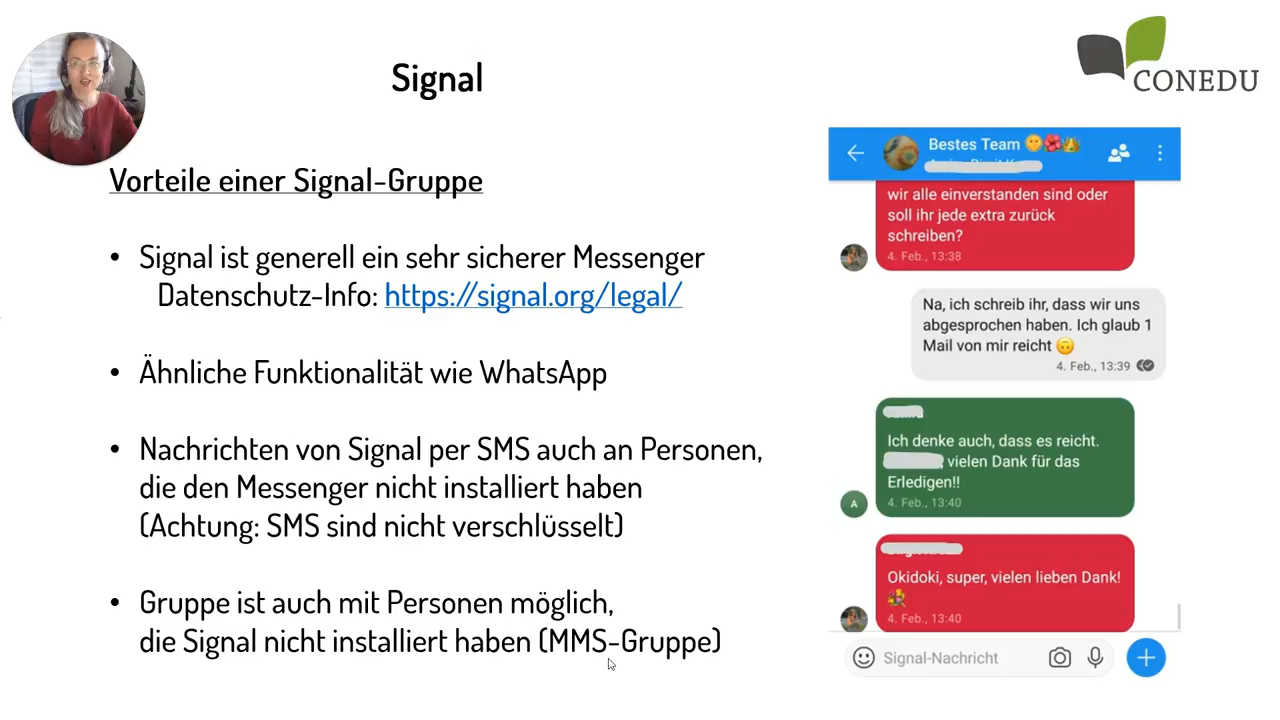 Signal
CONEDU
Vorteile einer Signal-Gruppe
• Signal ist generell ein sehr sicherer Messenger
Datenschutz-Info: https://signal.org/legal/
• Ähnliche Funktionalität wie WhatsApp
• Nachrichten von Signal per SMS auch an Personen,
die den Messenger nicht installiert haben
(Achtung: SMS sind nicht verschlüsselt)
• Gruppe ist auch mit Personen möglich,
die Signal nicht installiert haben (MMS-Gruppe)
Bestes Team
wir alle einverstanden sind oder
soll ihr jede extra zurück
schreiben?
4. Feb., 13:38
Na, ich schreib ihr, dass wir uns
abgesprochen haben. Ich glaub 1
Mail von mir reicht 🙃
4. Feb., 13:39
Ich denke auch, dass es reicht.
vielen Dank für das
Erledigen!!
4. Feb., 13:40
A
Okidoki, super, vielen lieben Dank!
4. Feb., 13:40
Signal-Nachricht